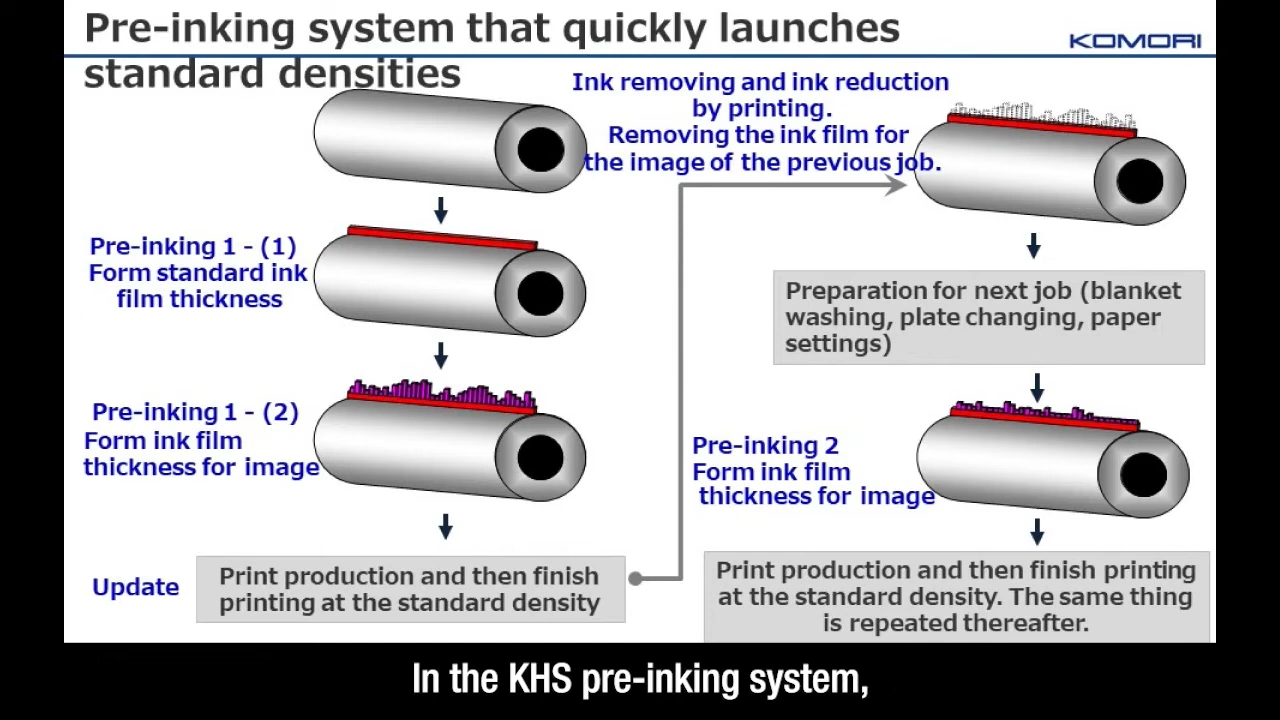 Pre-inking system that quickly launches
standard densities
KOMORI
Pre-inking 1 - (1)
Form standard ink
film thickness
Pre-inking 1 - (2)
Form ink film
thickness for image
Update
Print production and then finish
printing at the standard density
Ink removing and ink reduction
by printing.
Removing the ink film for
the image of the previous job.
Preparation for next job (blanket
washing, plate changing, paper
settings)
Pre-inking 2
Form ink film
thickness for image
Print production and then finish printing
at the standard density. The same thing
is repeated thereafter.
In the KHS pre-inking system,